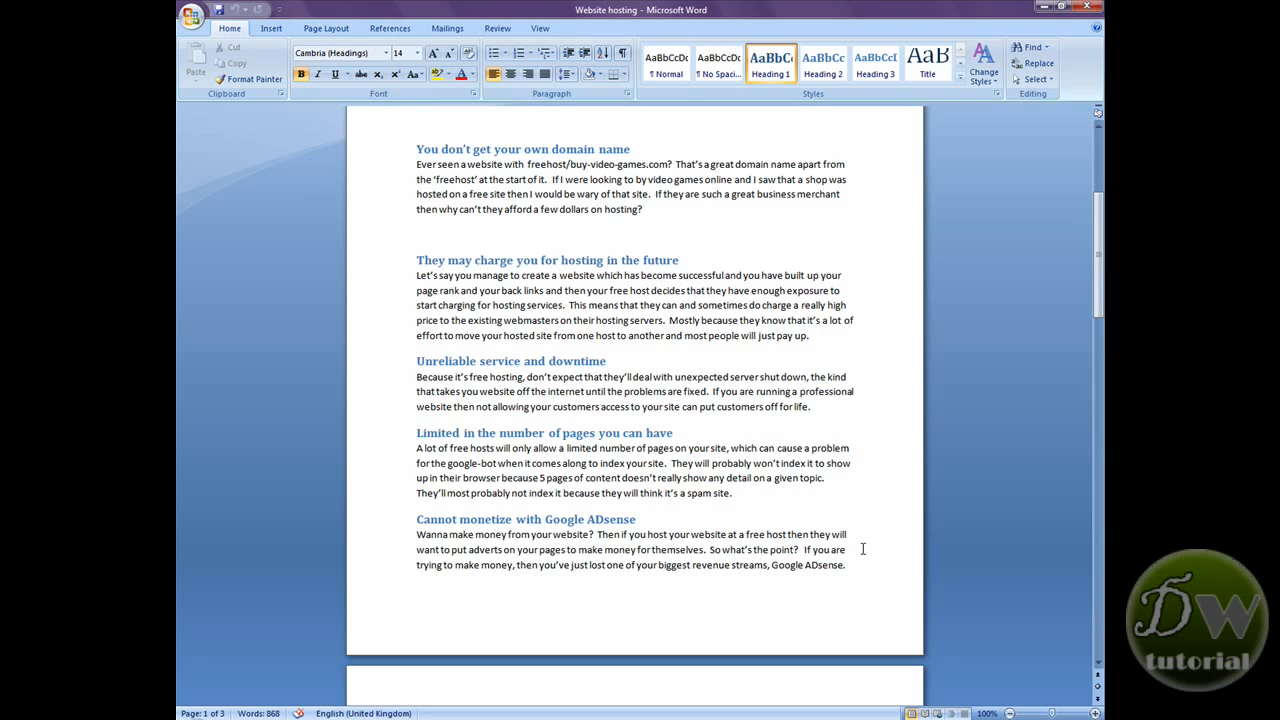 Website hosting - Microsoft Word
Home Insert Page Layout References Mailings Review View
Cut
Copy
Format Painter
Paste
Clipboard
Cambria (Headings) 14
Font
Paragraph
AaBbCcDc AaBbCcDc AaBbC AaBbCc AaBbCcI AaB
¶ Normal ¶ No Spaci... Heading 1 Heading 2 Heading 3 Title
Change Styles
Styles
Find
Replace
Select
Editing
You don't get your own domain name
Ever seen a website with freehost/buy-video-games.com? That's a great domain name apart from
the 'freehost' at the start of it. If I were looking to by video games online and I saw that a shop was
hosted on a free site then I would be wary of that site. If they are such a great business merchant
then why can't they afford a few dollars on hosting?
They may charge you for hosting in the future
Let's say you manage to create a website which has become successful and you have built up your
page rank and your back links and then your free host decides that they have enough exposure to
start charging for hosting services. This means that they can and sometimes do charge a really high
price to the existing webmasters on their hosting servers. Mostly because they know that it's a lot of
effort to move your hosted site from one host to another and most people will just pay up.
Unreliable service and downtime
Because it's free hosting, don't expect that they'll deal with unexpected server shut down, the kind
that takes you website off the internet until the problems are fixed. If you are running a professional
website then not allowing your customers access to your site can put customers off for life.
Limited in the number of pages you can have
A lot of free hosts will only allow a limited number of pages on your site, which can cause a problem
for the google-bot when it comes along to index your site. They will probably won't index it to show
up in their browser because 5 pages of content doesn't really show any detail on a given topic.
They'll most probably not index it because they will think it's a spam site.
Cannot monetize with Google ADsense
Wanna make money from your website? Then if you host your website at a free host then they will
want to put adverts on your pages to make money for themselves. So what's the point? If you are
trying to make money, then you've just lost one of your biggest revenue streams, Google ADsense.
DW
tutorial
Page: 1 of 3 Words: 868 English (United Kingdom) 100%